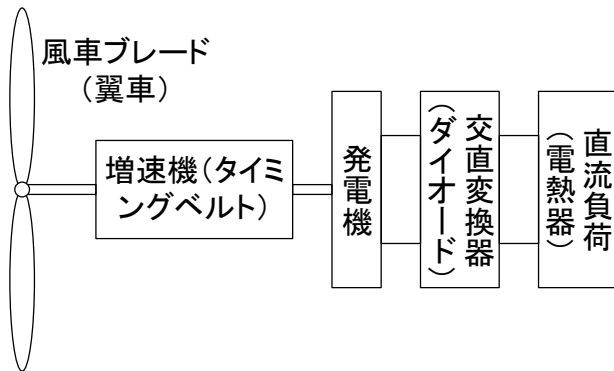 風車ブレード
(翼車)
増速機(タイミ
ングベルト)
発電機
交直変換器
(ダイオード)
直流負荷
(電熱器)